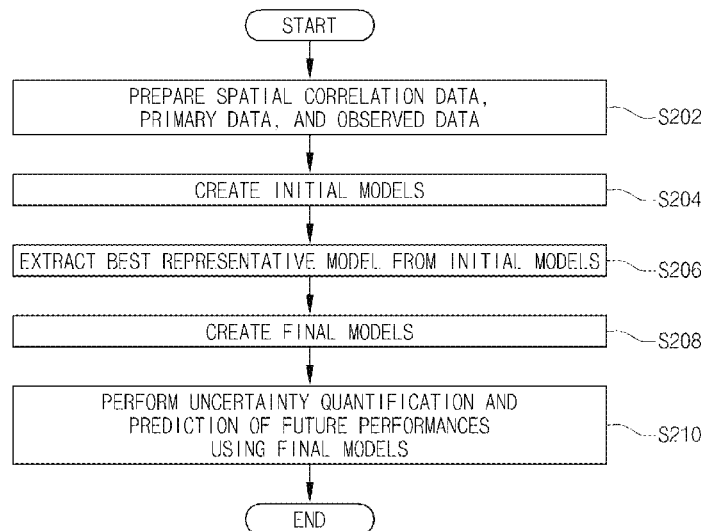 START
PREPARE SPATIAL CORRELATION DATA,
PRIMARY DATA, AND OBSERVED DATA
S202
CREATE INITIAL MODELS
S204
EXTRACT BEST REPRESENTATIVE MODEL FROM INITIAL MODELS
S206
CREATE FINAL MODELS
S208
PERFORM UNCERTAINTY QUANTIFICATION AND
PREDICTION OF FUTURE PERFORMANCES
USING FINAL MODELS
S210
END